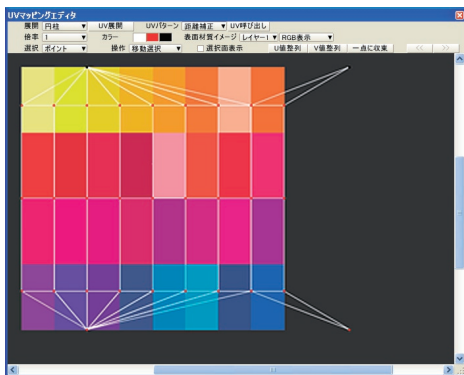 UVマッピングエディタ
展開 円柱 UV展開 UVパターン 距離補正 UV呼び出し
倍率 1 カラー 表面材質イメージ レイヤー1 RGB表示
選択 ポイント 操作 移動選択 選択面表示 U値整列 V値整列 一点に収束 << >>